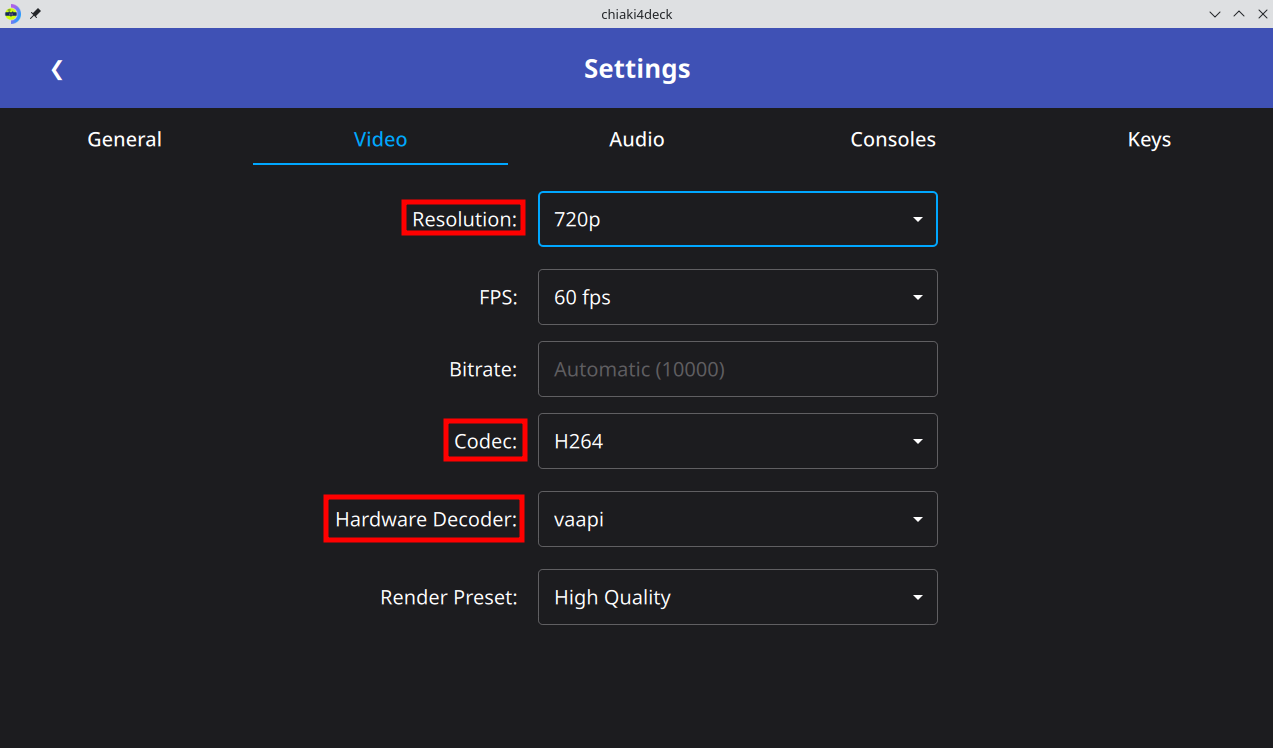 chiaki4deck
Settings
General Video Audio Consoles Keys
Resolution: 720p
FPS: 60 fps
Bitrate: Automatic (10000)
Codec: H264
Hardware Decoder: vaapi
Render Preset: High Quality